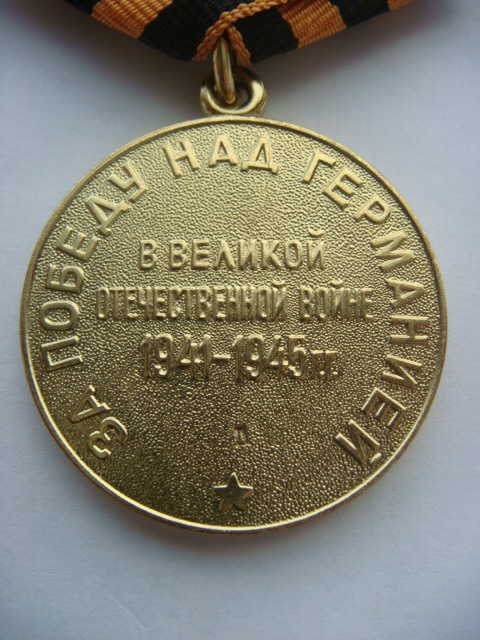 ЗА ПОБЕДУ НАД ГЕРМАНИЕЙ
В ВЕЛИКОЙ
ОТЕЧЕСТВЕННОЙ ВОЙНЕ
1941-1945 гг.